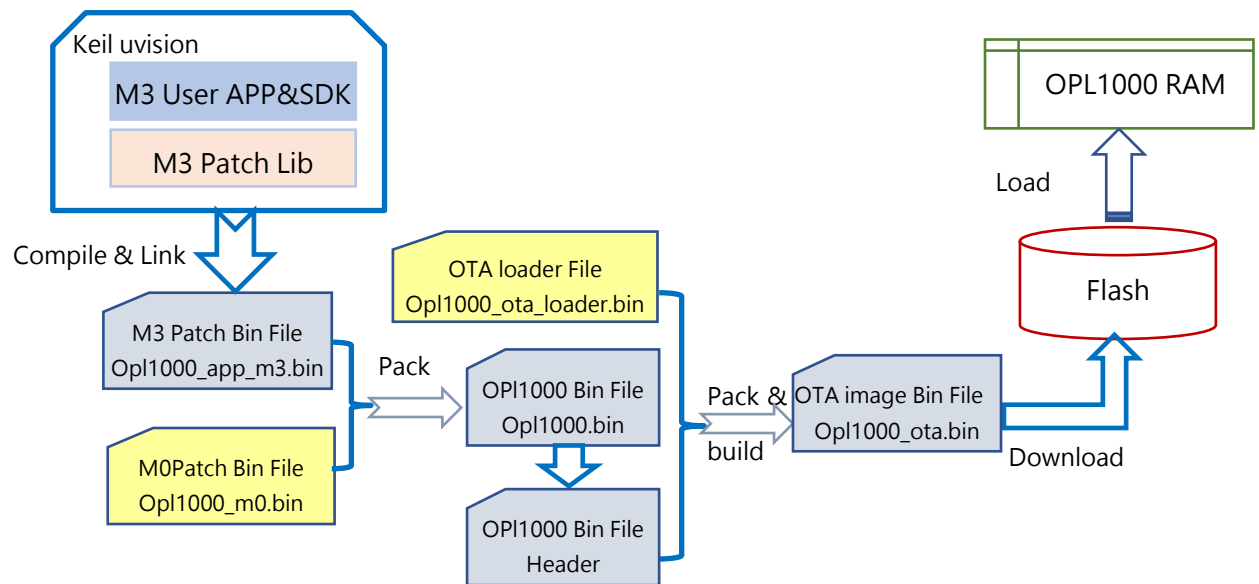 Keil uvision
M3 User APP&SDK
M3 Patch Lib
Compile & Link
M3 Patch Bin File
Opl1000_app_m3.bin
M0Patch Bin File
Opl1000_m0.bin
Pack
OTA loader File
Opl1000_ota_loader.bin
OPl1000 Bin File
Opl1000.bin
OPl1000 Bin File
Header
Pack &
build
OTA image Bin File
Opl1000_ota.bin
Download
Flash
Load
OPL1000 RAM